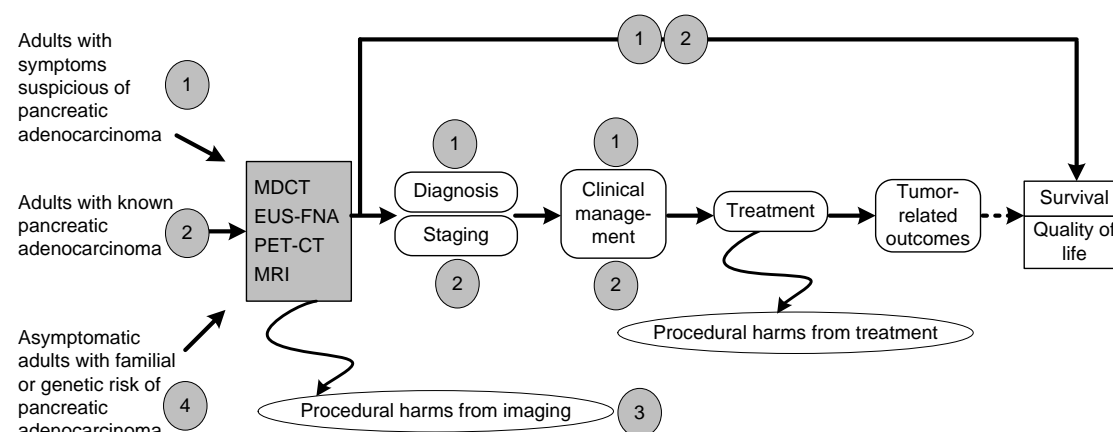 Adults with
symptoms
suspicious of
pancreatic
adenocarcinoma
1
Adults with known
pancreatic
adenocarcinoma
2
Asymptomatic
adults with familial
or genetic risk of
pancreatic
adenocarcinoma
4
MDCT
EUS-FNA
PET-CT
MRI
1 2
1
Diagnosis
Staging
2
1
Clinical
manage-
ment
2
Treatment
Tumor-
related
outcomes
Survival
Quality of
life
Procedural harms from treatment
Procedural harms from imaging
3